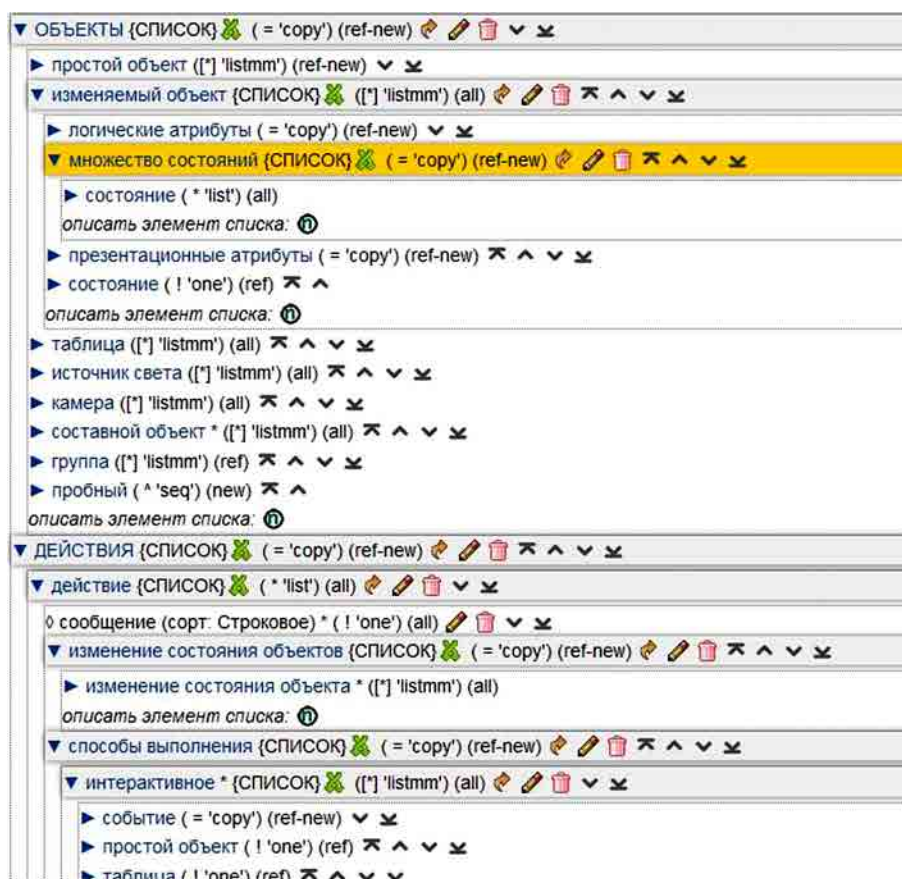 ▼ ОБЪЕКТЫ {СПИСОК} ( = 'copy') (ref-new)
► простой объект ([*] 'listmm') (ref-new)
▼ изменяемый объект {СПИСОК} ([*] 'listmm') (all)
► логические атрибуты ( = 'copy') (ref-new)
▼ множество состояний {СПИСОК} ( = 'copy') (ref-new)
► состояние ( * 'list') (all)
описать элемент списка: n
► презентационные атрибуты ( = 'copy') (ref-new)
► состояние ( ! 'one') (ref)
описать элемент списка: n
► таблица ([*] 'listmm') (all)
► источник света ([*] 'listmm') (all)
► камера ([*] 'listmm') (all)
► составной объект * ([*] 'listmm') (all)
► группа ([*] 'listmm') (ref)
► пробный ( ^ 'seq') (new)
описать элемент списка: n
▼ ДЕЙСТВИЯ {СПИСОК} ( = 'copy') (ref-new)
▼ действие {СПИСОК} ( * 'list') (all)
◊ сообщение (сорт: Строковое) * ( ! 'one') (all)
▼ изменение состояния объектов {СПИСОК} ( = 'copy') (ref-new)
► изменение состояния объекта * ([*] 'listmm') (all)
описать элемент списка: n
▼ способы выполнения {СПИСОК} ( = 'copy') (ref-new)
▼ интерактивное * {СПИСОК} ([*] 'listmm') (all)
► событие ( = 'copy') (ref-new)
► простой объект ( ! 'one') (ref)
► таблица ( ! 'one') (ref)